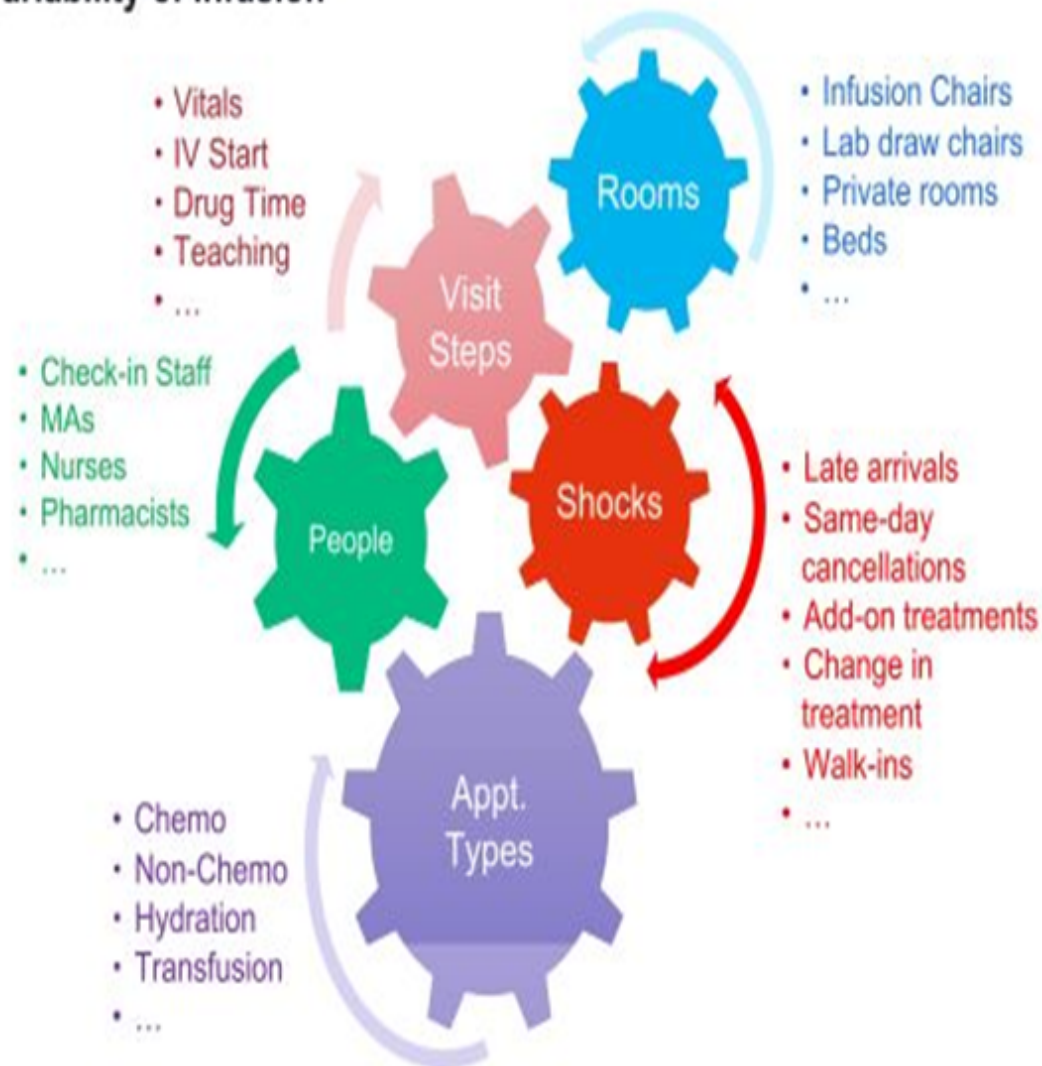 • Vitals
• IV Start
• Drug Time
• Teaching
• ...
Rooms
• Infusion Chairs
• Lab draw chairs
• Private rooms
• Beds
• ...
Visit
Steps
• Check-in Staff
• MAs
• Nurses
• Pharmacists
• ...
People
Shocks
• Late arrivals
• Same-day
cancellations
• Add-on treatments
• Change in
treatment
• Walk-ins
• ...
Appt.
Types
• Chemo
• Non-Chemo
• Hydration
• Transfusion
• ...